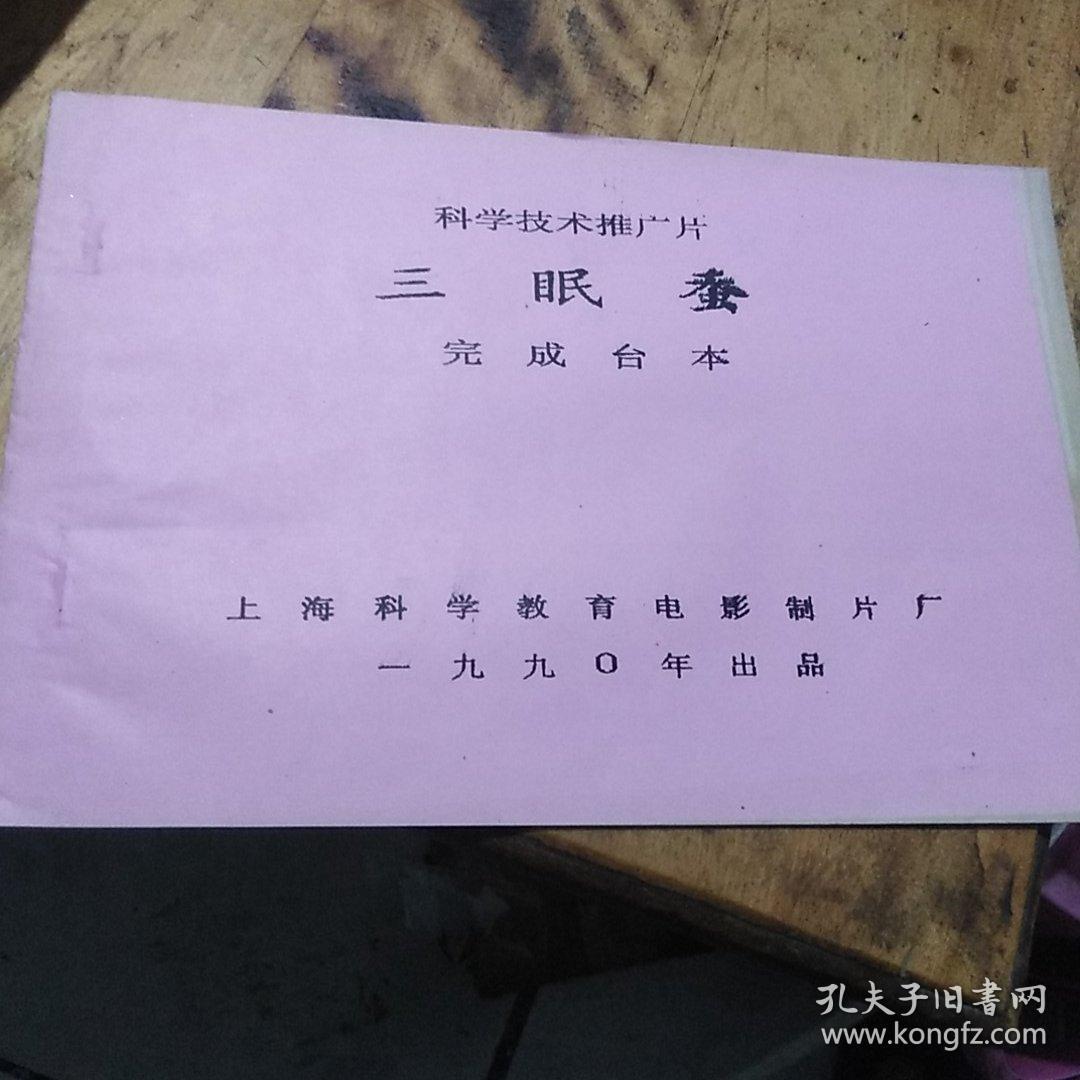 科学技术推广片
三眠蚕
完成台本
上海科学教育电影制片厂
一九九0年出品
孔夫子旧书网
www.kongfz.com